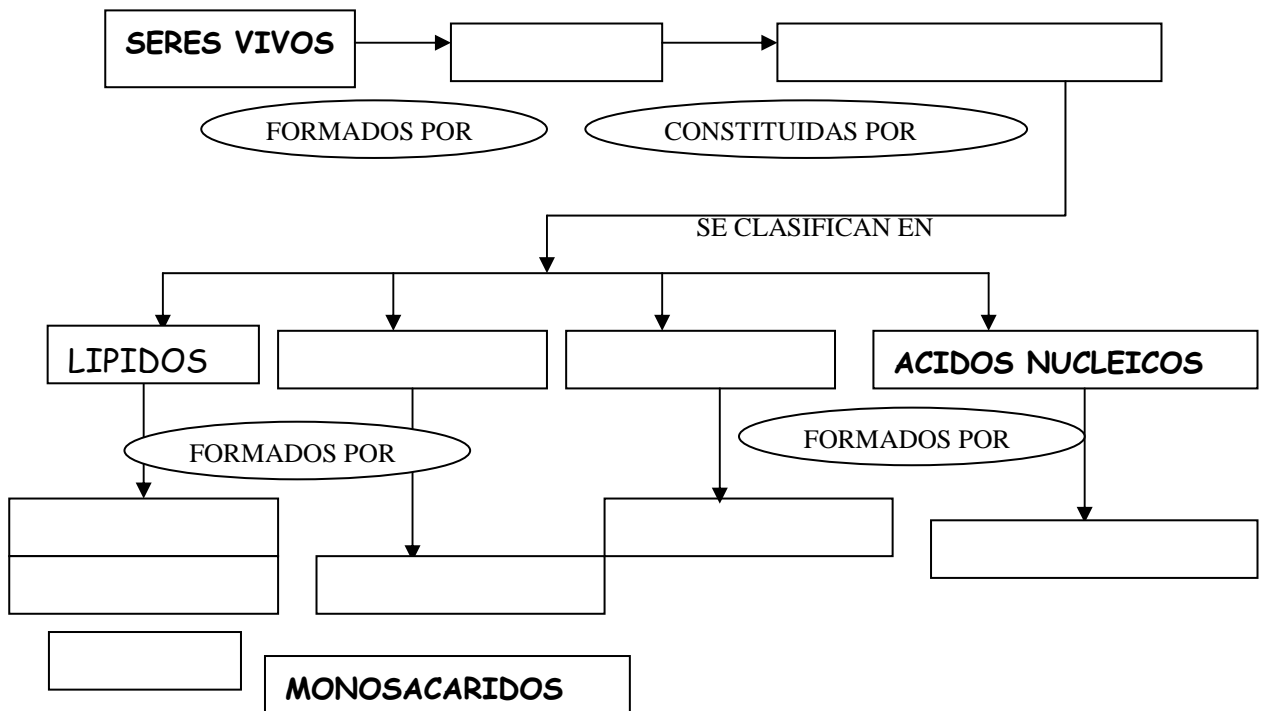 SERES VIVOS
FORMADOS POR
CONSTITUIDAS POR
SE CLASIFICAN EN
LIPIDOS
ACIDOS NUCLEICOS
FORMADOS POR
FORMADOS POR
MONOSACARIDOS